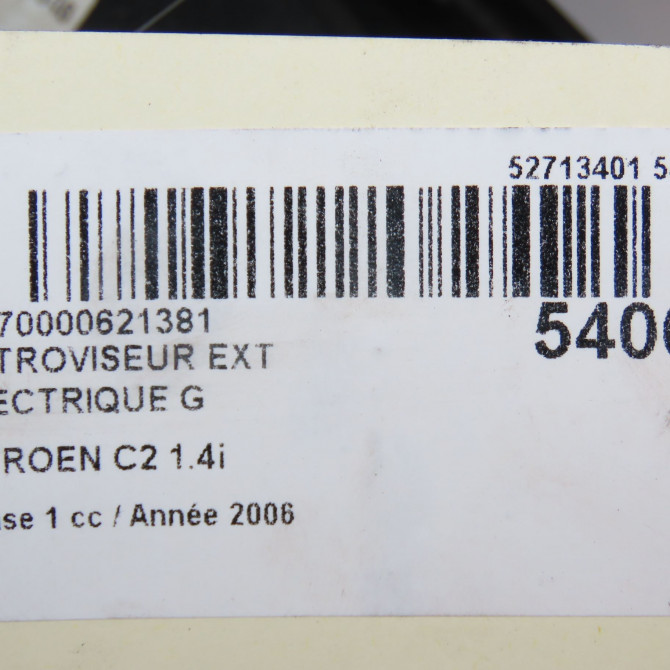 52713401 5
70000621381
5400
TROVISEUR EXT
ECTRIQUE G
ROEN C2 1.4i
se 1 cc / Année 2006